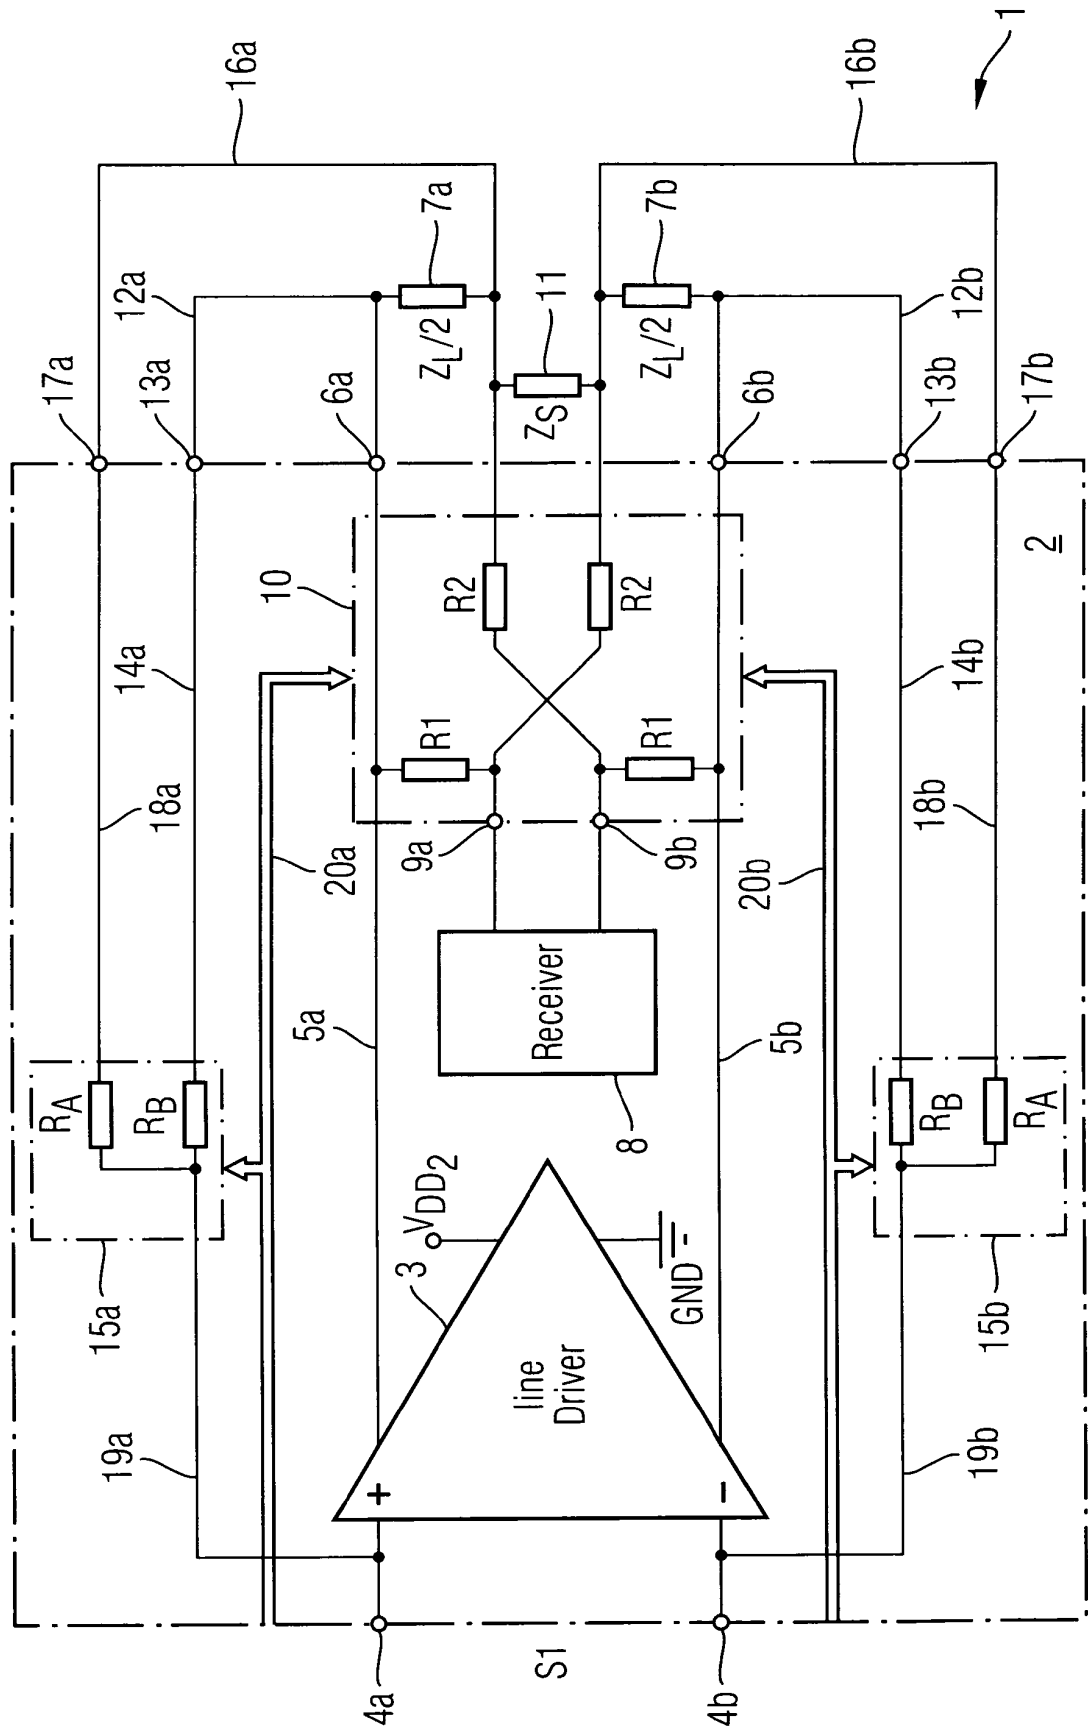 1
16a
16b
7a
7b
12a
12b
11
Z_L/2
Z_L/2
Z_S
17a
13a
6a
6b
13b
17b
2
10
R2
R2
14a
14b
R1
R1
18a
18b
20a
20b
9a
9b
R_A
R_B
R_B
R_A
5a
5b
Receiver
8
V_DD2
3
GND
15a
15b
line
Driver
19a
19b
+
−
4a
S1
4b